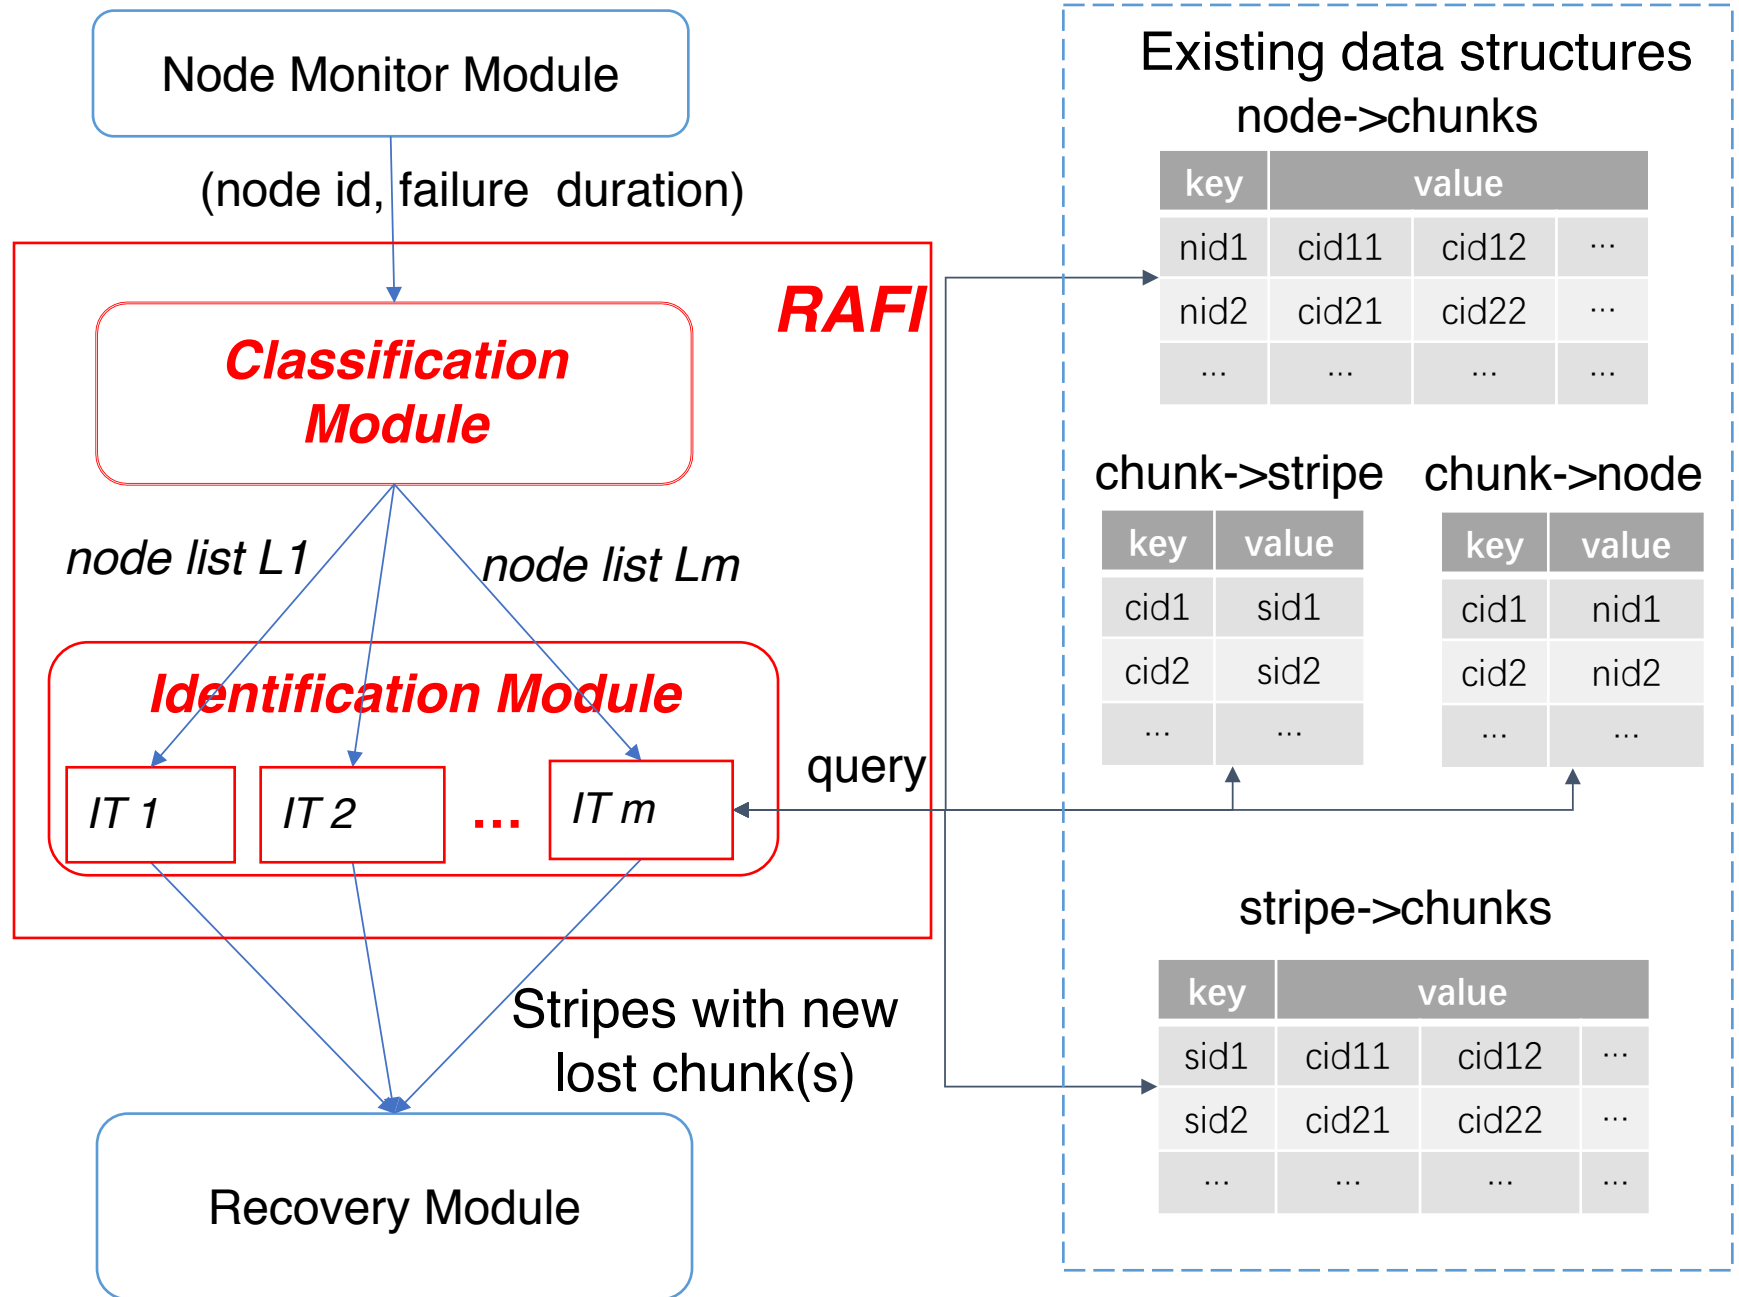 Node Monitor Module
(node id, failure duration)
RAFI
Classification
Module
node list L1
node list Lm
Identification Module
IT 1
IT 2
...
IT m
query
Stripes with new
lost chunk(s)
Recovery Module
Existing data structures
node->chunks
key value
nid1 cid11 cid12 ...
nid2 cid21 cid22 ...
... ... ... ...
chunk->stripe
key value
cid1 sid1
cid2 sid2
... ...
chunk->node
key value
cid1 nid1
cid2 nid2
... ...
stripe->chunks
key value
sid1 cid11 cid12 ...
sid2 cid21 cid22 ...
... ... ... ...